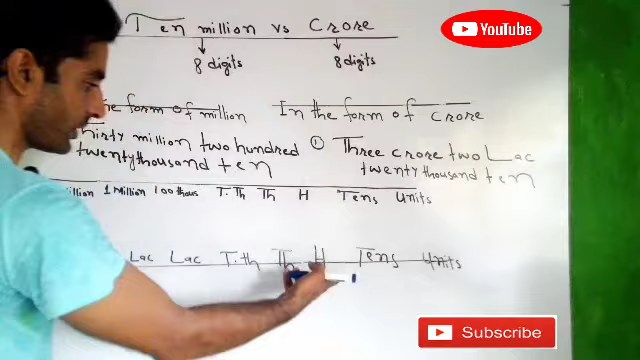 Ten million vs Crore
YouTube
8 digits 8 digits
the form of million In the form of crore
thirty million two hundred ① Three crore two Lac
twenty thousand ten twenty thousand ten
million 1 Million 100 thous T.Th Th H Tens Units
Lac Lac T.th Th H Tens Units
Subscribe